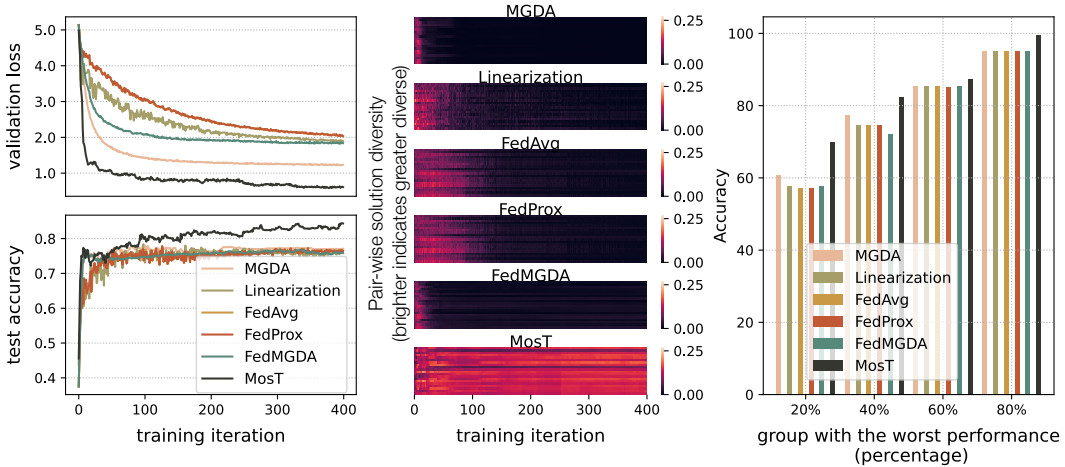 5.0
4.0
3.0
2.0
1.0
validation loss
0.8
0.7
0.6
0.5
0.4
test accuracy
MGDA
Linearization
FedAvg
FedProx
FedMGDA
MosT
0
100
200
300
400
training iteration
Pair-wise solution diversity
(brighter indicates greater diverse)
MGDA
0.25
0.00
Linearization
0.25
0.00
FedAvg
0.25
0.00
FedProx
0.25
0.00
FedMGDA
0.25
0.00
MosT
0.25
0.00
0
100
200
300
400
training iteration
100
80
60
40
20
0
Accuracy
MGDA
Linearization
FedAvg
FedProx
FedMGDA
MosT
20%
40%
60%
80%
group with the worst performance
(percentage)